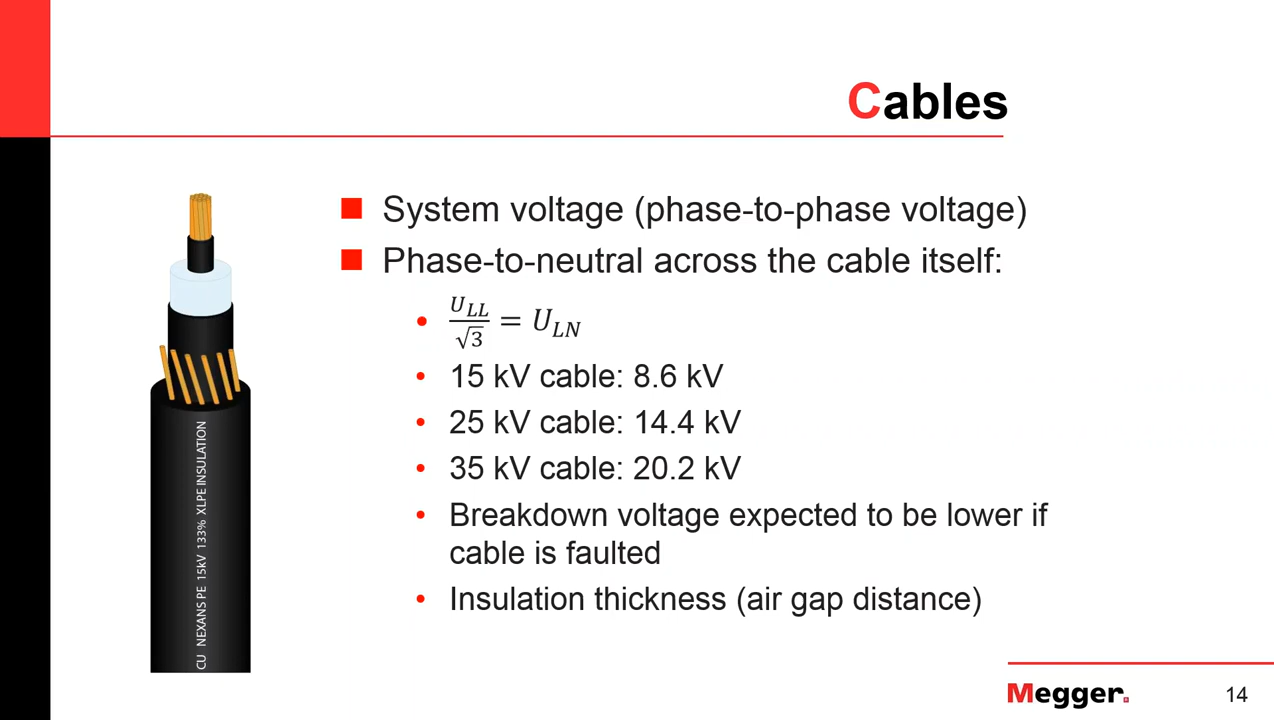 Cables
System voltage (phase-to-phase voltage)
Phase-to-neutral across the cable itself:
U_LL/√3 = U_LN
15 kV cable: 8.6 kV
25 kV cable: 14.4 kV
35 kV cable: 20.2 kV
Breakdown voltage expected to be lower if
cable is faulted
Insulation thickness (air gap distance)
CU NEXANS PE 15kV 133% XLPE INSULATION
Megger.
14